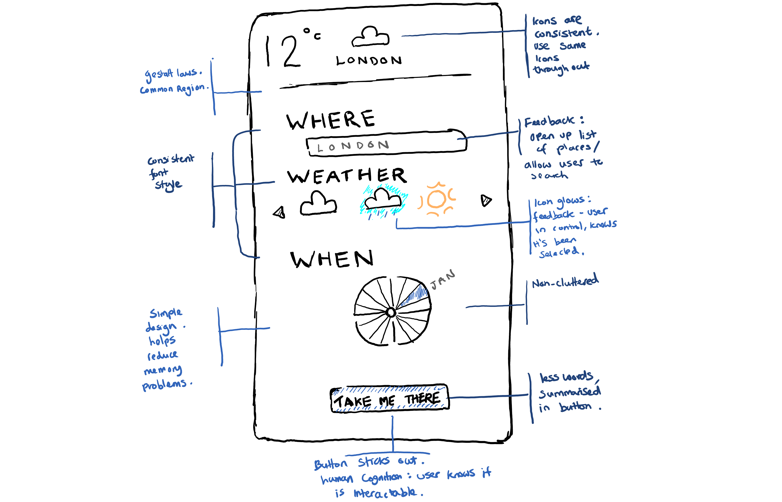 12°C
LONDON
WHERE
LONDON
WEATHER
WHEN
JAN
TAKE ME THERE
gestalt laws.
Common Region.
Consistent
font
style
Simple
design.
helps
reduce
memory
problems.
Icons are
consistent.
use same
Icons
throughout
Feedback:
open up list
of places/
allow user to
search
Icon glows:
feedback - user
in control, knows
it's been
selected.
Non-cluttered
less words,
summarised
in button.
Button sticks out.
human Cognition: user knows it
is interactable.